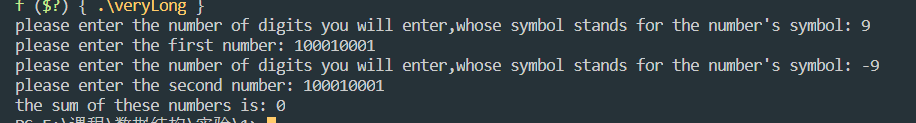 f ($?) { .\veryLong }
please enter the number of digits you will enter,whose symbol stands for the number's symbol: 9
please enter the first number: 100010001
please enter the number of digits you will enter,whose symbol stands for the number's symbol: -9
please enter the second number: 100010001
the sum of these numbers is: 0
PS E:\课程\数据结构\实验\1>